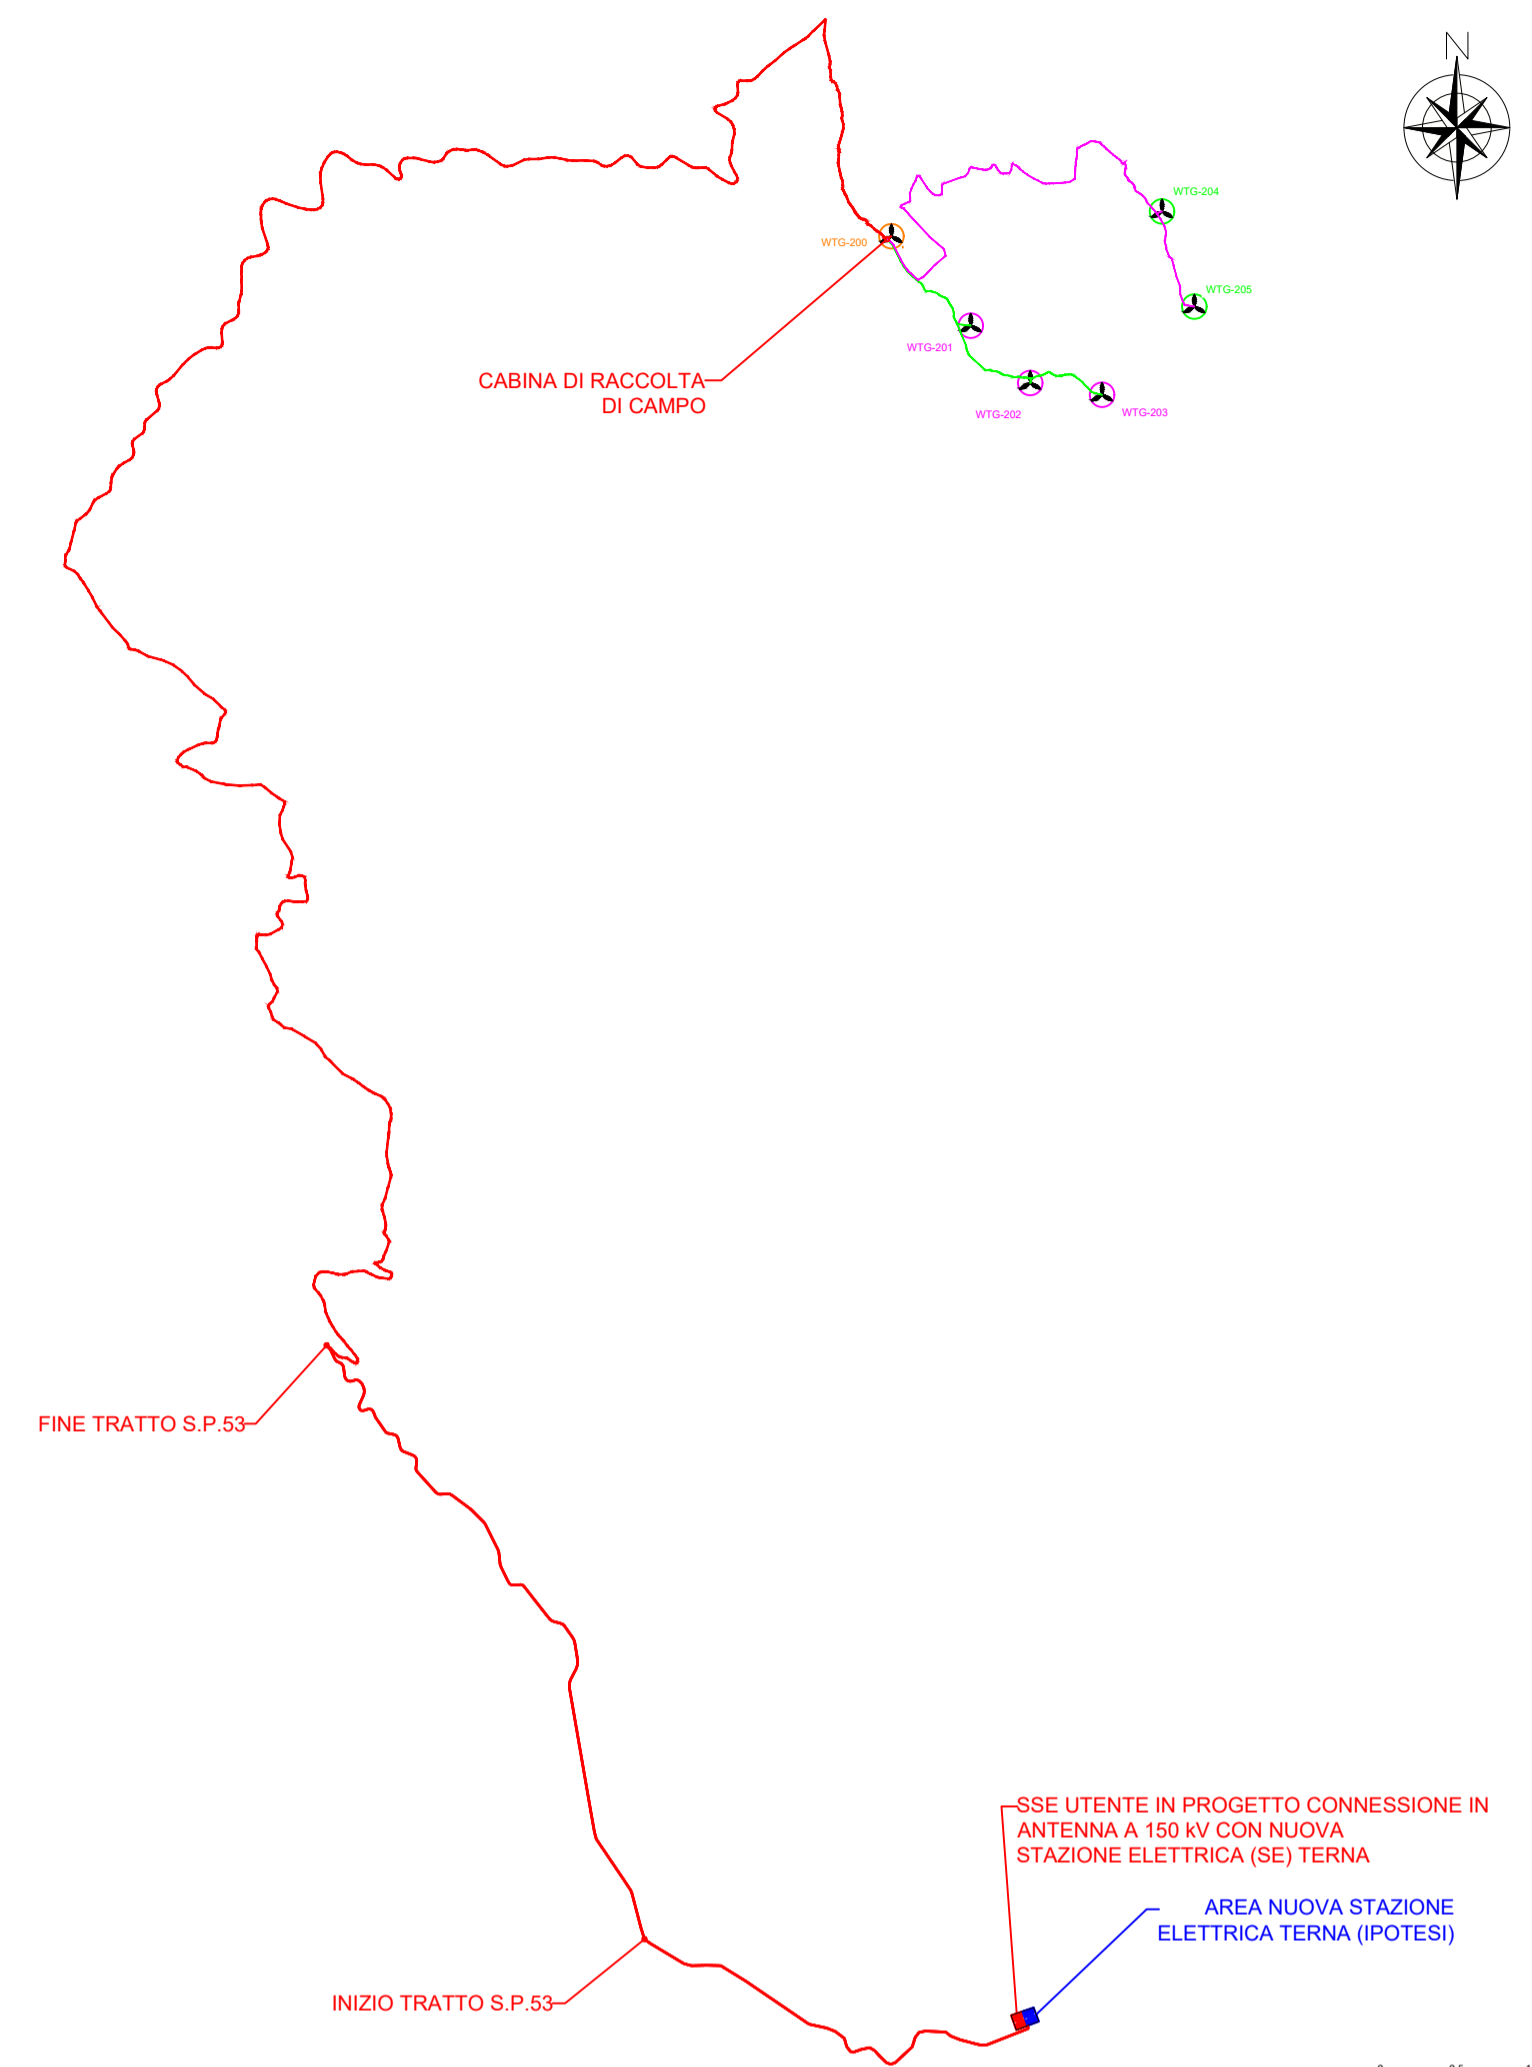 N
WTG-204
WTG-200
WTG-205
WTG-201
CABINA DI RACCOLTA
DI CAMPO
WTG-202
WTG-203
FINE TRATTO S.P.53
SSE UTENTE IN PROGETTO CONNESSIONE IN
ANTENNA A 150 kV CON NUOVA
STAZIONE ELETTRICA (SE) TERNA
AREA NUOVA STAZIONE
ELETTRICA TERNA (IPOTESI)
INIZIO TRATTO S.P.53